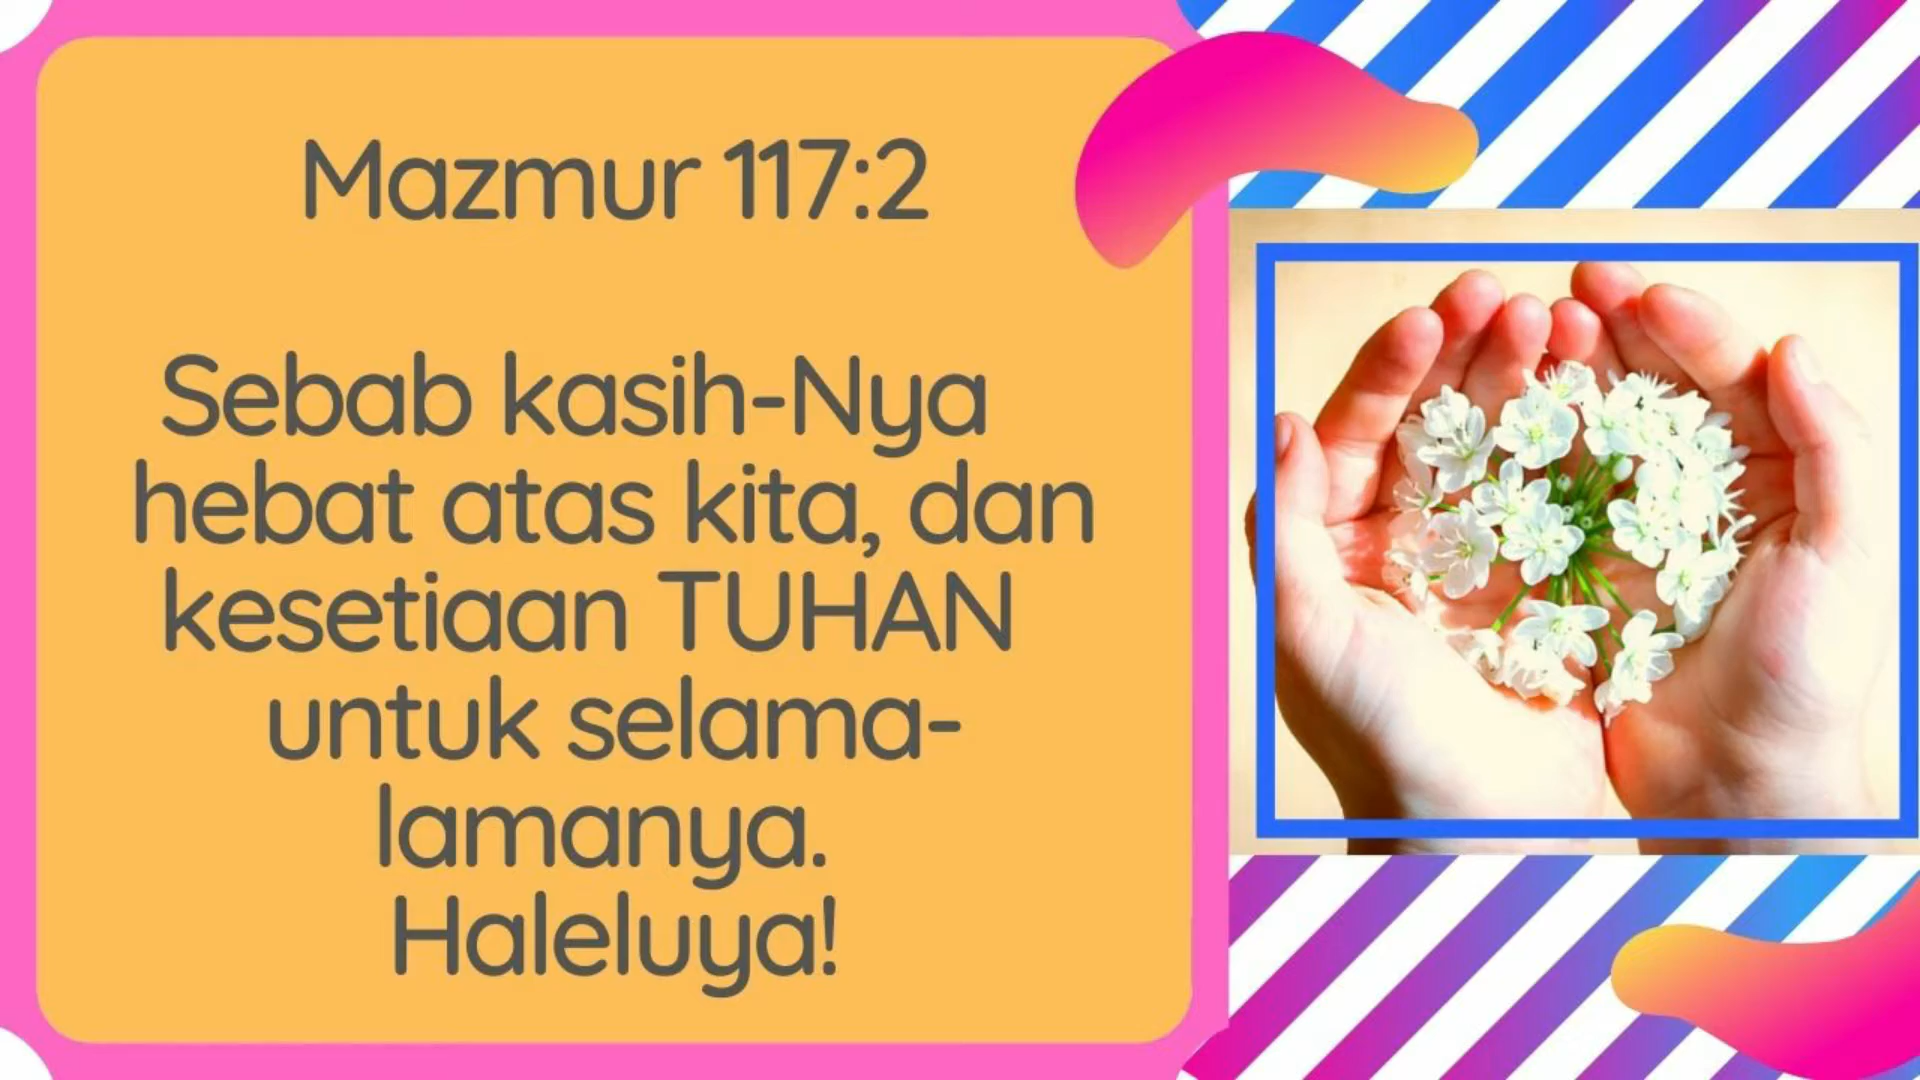 Mazmur 117:2
Sebab kasih-Nya
hebat atas kita, dan
kesetiaan TUHAN
untuk selama-
lamanya.
Haleluya!